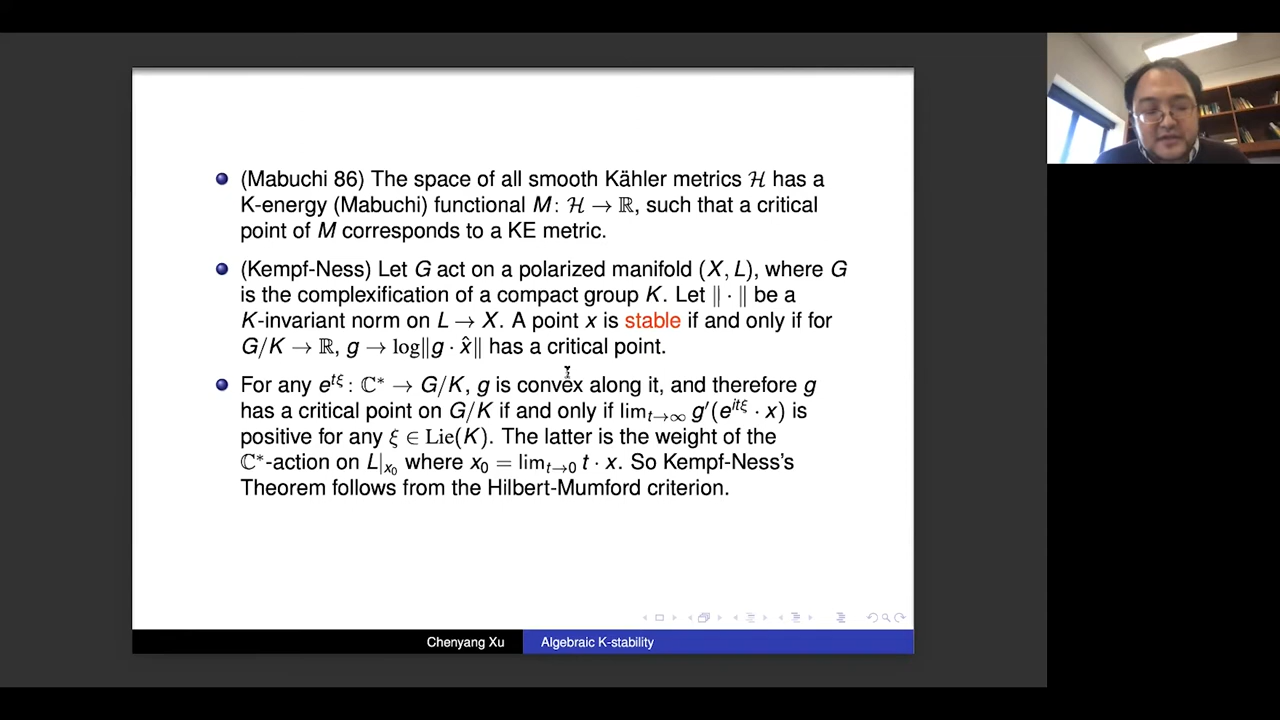 (Mabuchi 86) The space of all smooth Kähler metrics ℋ has a
K-energy (Mabuchi) functional M: ℋ → ℝ, such that a critical
point of M corresponds to a KE metric.
(Kempf-Ness) Let G act on a polarized manifold (X, L), where G
is the complexification of a compact group K. Let ‖ · ‖ be a
K-invariant norm on L → X. A point x is stable if and only if for
G/K → ℝ, g → log‖g · x̂‖ has a critical point.
For any e^{tξ}: ℂ* → G/K, g is convex along it, and therefore g
has a critical point on G/K if and only if lim_{t→∞} g′(e^{itξ} · x) is
positive for any ξ ∈ Lie(K). The latter is the weight of the
ℂ*-action on L|_{x₀} where x₀ = lim_{t→0} t · x. So Kempf-Ness's
Theorem follows from the Hilbert-Mumford criterion.
Chenyang Xu
Algebraic K-stability